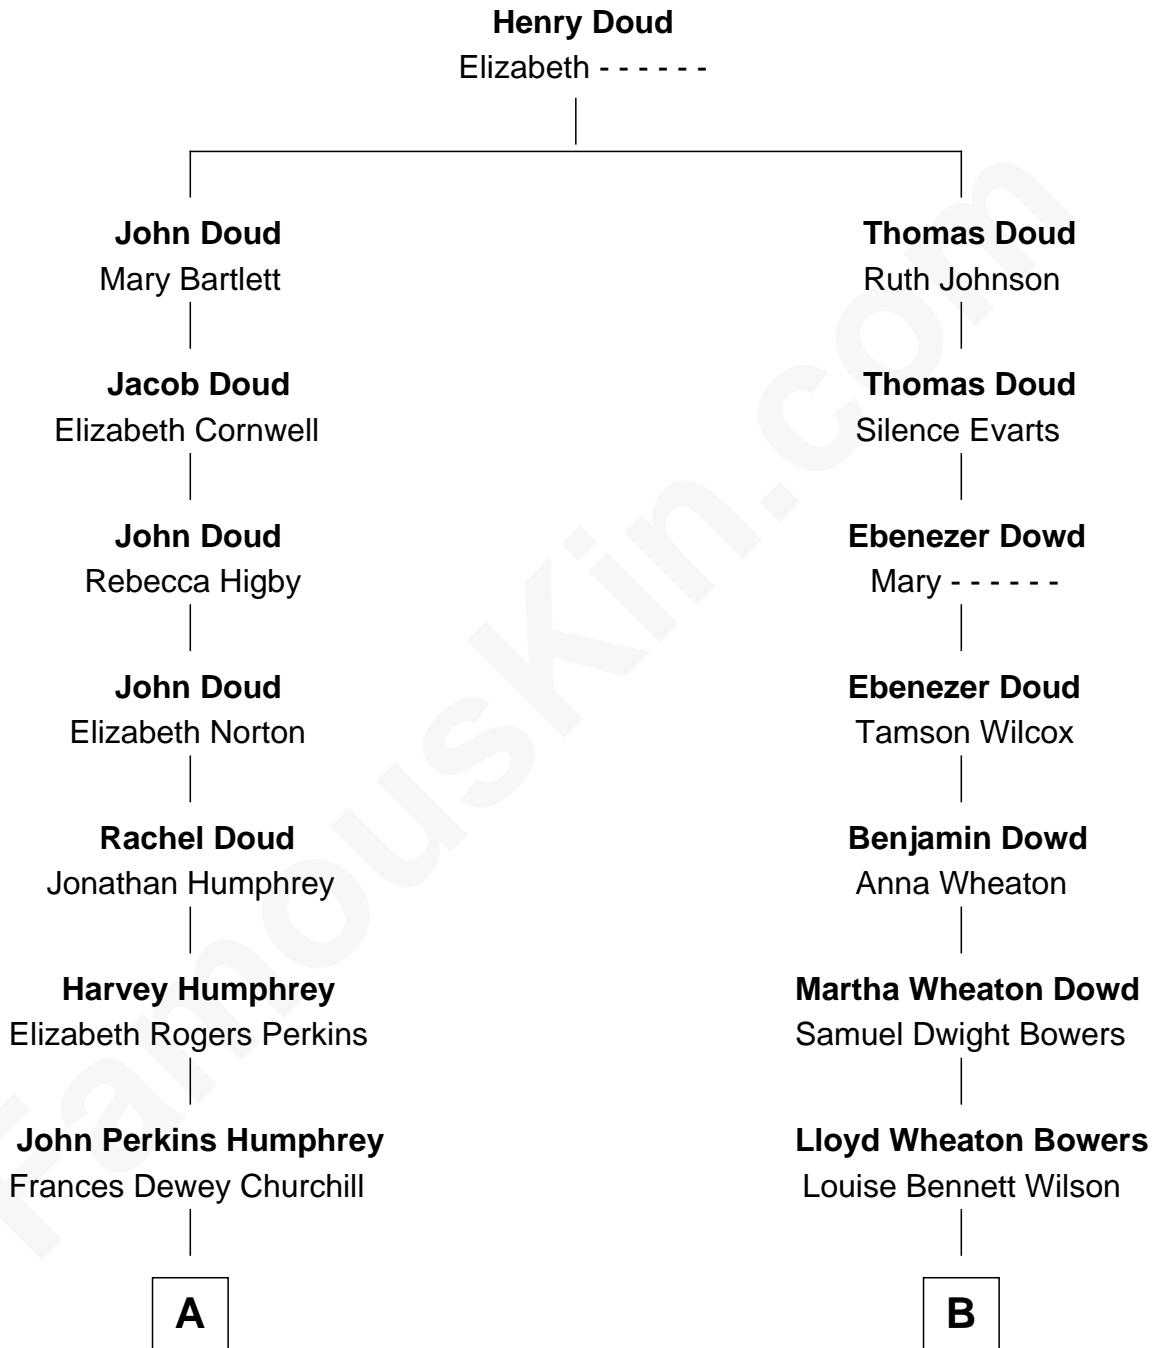 Henry Doud
Elizabeth - - - - - -
John Doud
Mary Bartlett
Thomas Doud
Ruth Johnson
Jacob Doud
Elizabeth Cornwell
Thomas Doud
Silence Evarts
John Doud
Rebecca Higby
Ebenezer Dowd
Mary - - - - - -
John Doud
Elizabeth Norton
Ebenezer Doud
Tamson Wilcox
Rachel Doud
Jonathan Humphrey
Benjamin Dowd
Anna Wheaton
Harvey Humphrey
Elizabeth Rogers Perkins
Martha Wheaton Dowd
Samuel Dwight Bowers
John Perkins Humphrey
Frances Dewey Churchill
Lloyd Wheaton Bowers
Louise Bennett Wilson
A
B
FamousKin.com